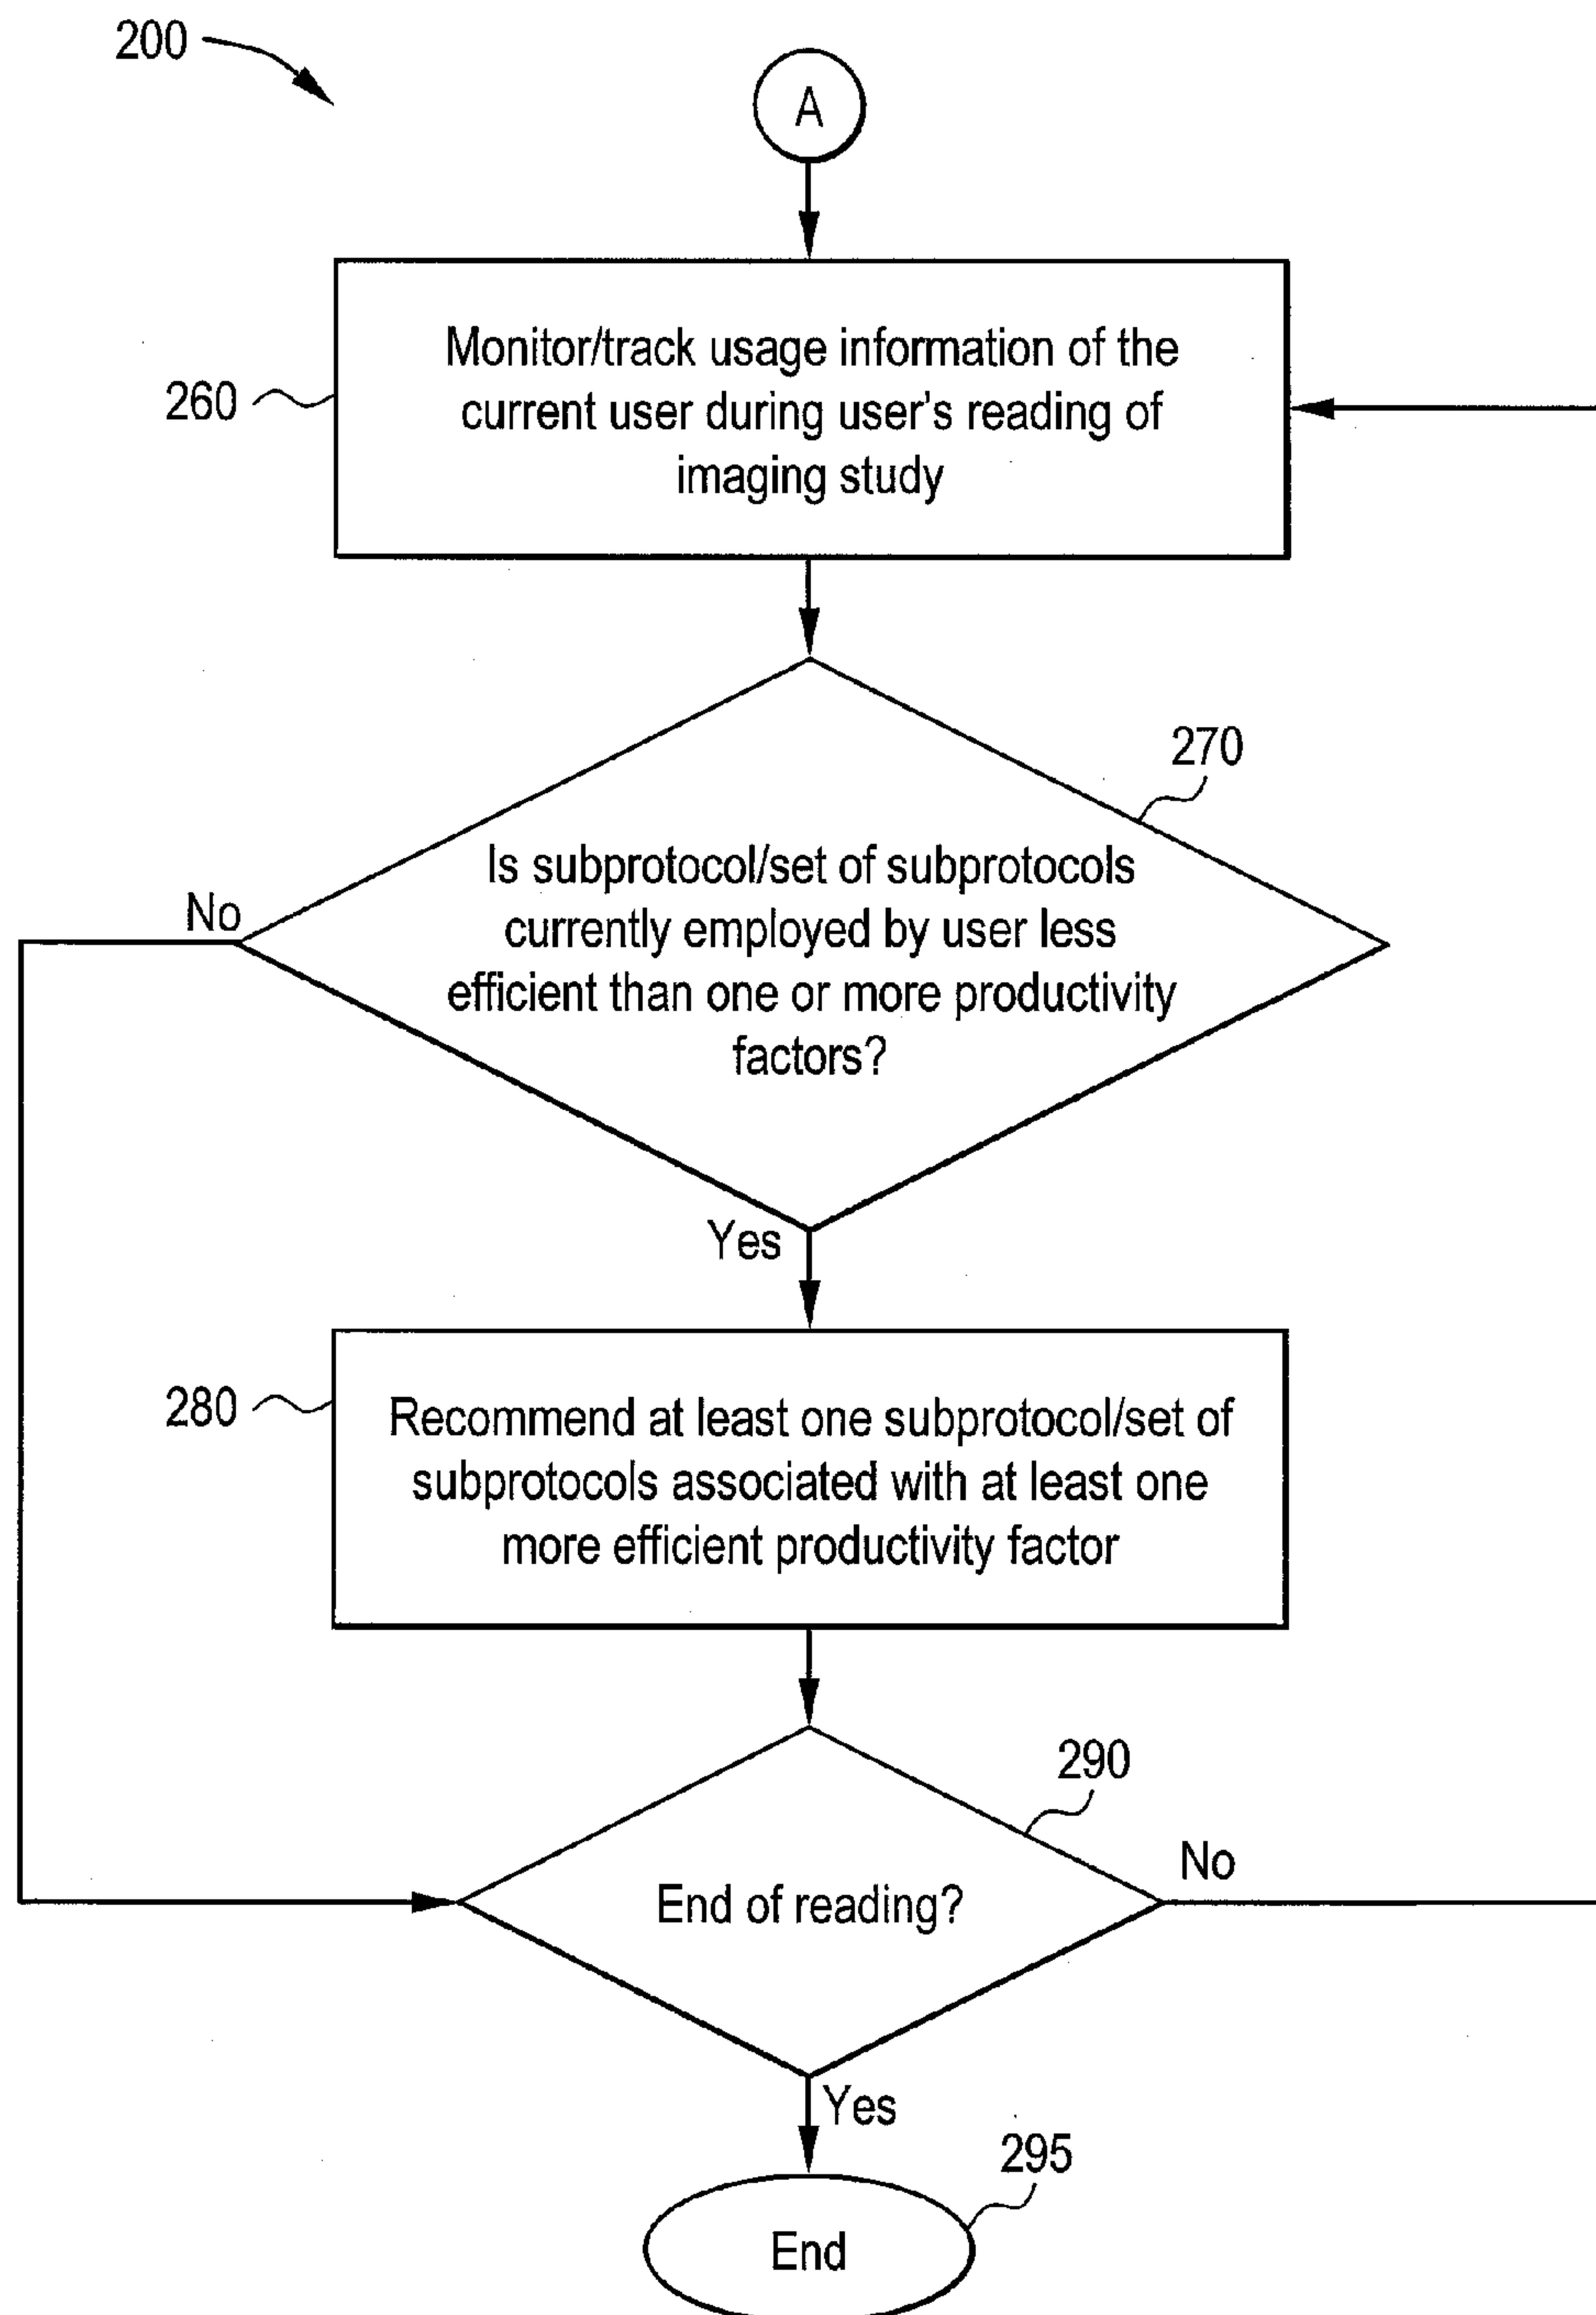 200
A
Monitor/track usage information of the
current user during user's reading of
imaging study
260
270
Is subprotocol/set of subprotocols
currently employed by user less
efficient than one or more productivity
factors?
No
Yes
280
Recommend at least one subprotocol/set of
subprotocols associated with at least one
more efficient productivity factor
290
End of reading?
No
Yes
295
End